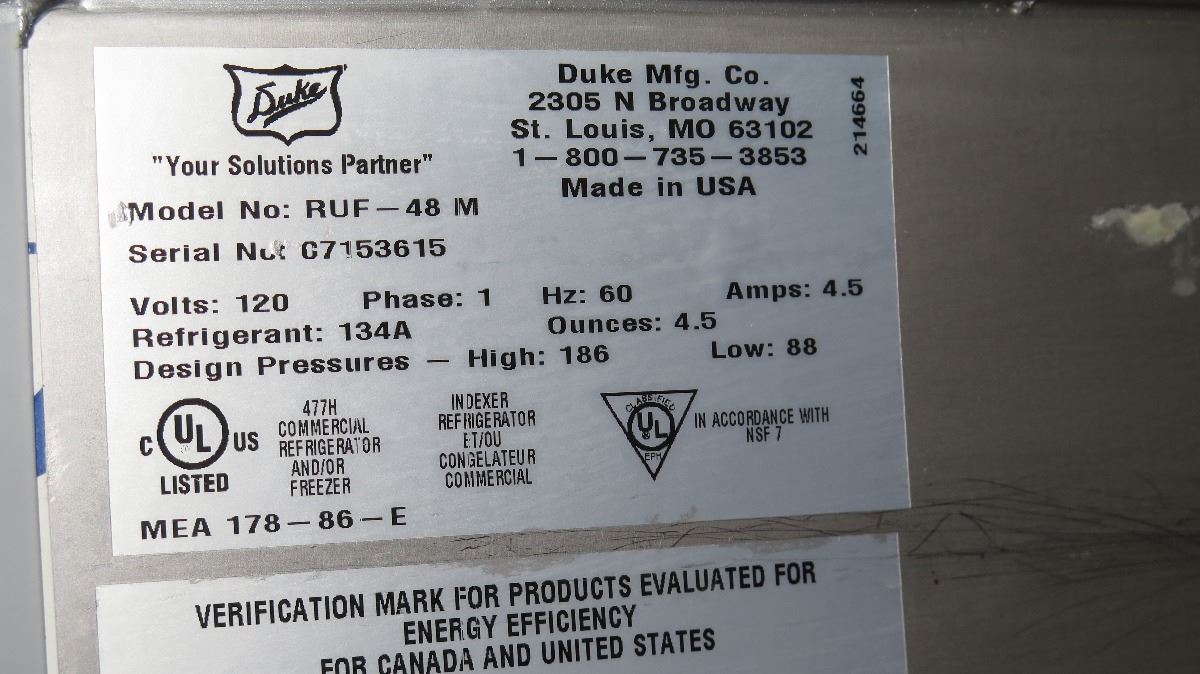 Duke
"Your Solutions Partner"
Duke Mfg. Co.
2305 N Broadway
St. Louis, MO 63102
1-800-735-3853
Made in USA
214664
Model No: RUF-48 M
Serial No: C7153615
Volts: 120 Phase: 1 Hz: 60 Amps: 4.5
Refrigerant: 134A Ounces: 4.5
Design Pressures - High: 186 Low: 88
C UL US
LISTED
477H
COMMERCIAL
REFRIGERATOR
AND/OR
FREEZER
INDEXER
REFRIGERATOR
ET/OU
CONGELATEUR
COMMERCIAL
CLASSIFIED
UL
EPH
IN ACCORDANCE WITH
NSF 7
MEA 178-86-E
VERIFICATION MARK FOR PRODUCTS EVALUATED FOR
ENERGY EFFICIENCY
FOR CANADA AND UNITED STATES